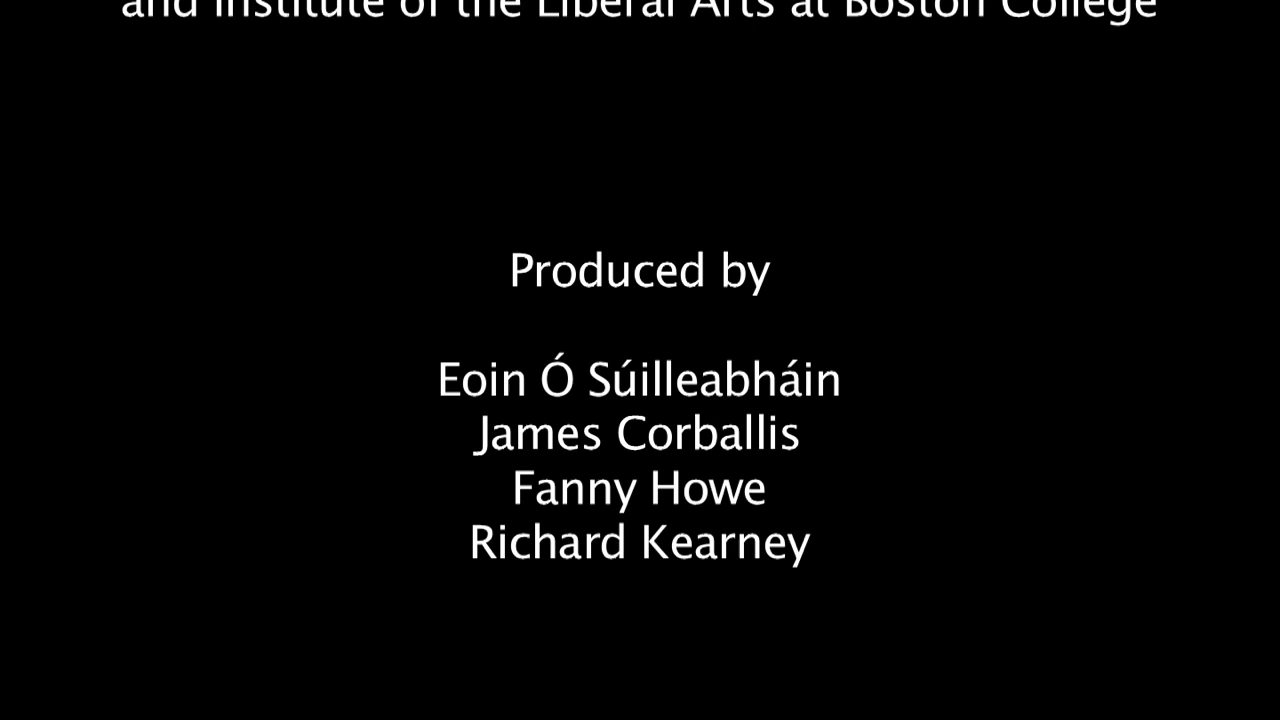 and Institute of the Liberal Arts at Boston College
Produced by
Eoin Ó Súilleabháin
James Corballis
Fanny Howe
Richard Kearney